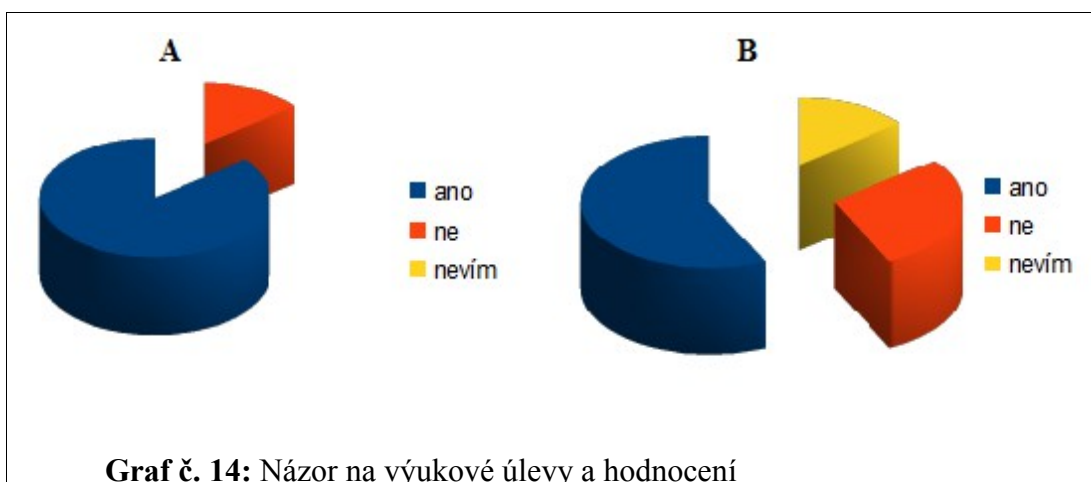 A
B
ano
ne
nevím
ano
ne
nevím
Graf č. 14: Názor na výukové úlevy a hodnocení